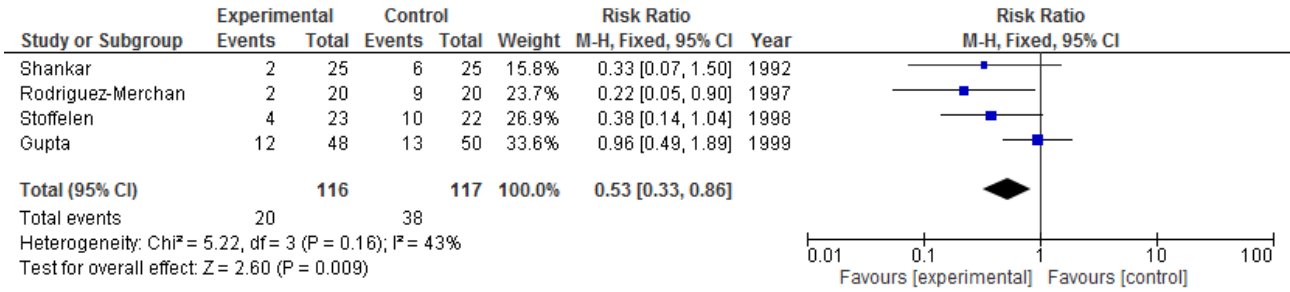 Experimental Control Risk Ratio Risk Ratio
Study or Subgroup Events Total Events Total Weight M-H, Fixed, 95% CI Year M-H, Fixed, 95% CI
Shankar 2 25 6 25 15.8% 0.33 [0.07, 1.50] 1992
Rodriguez-Merchan 2 20 9 20 23.7% 0.22 [0.05, 0.90] 1997
Stoffelen 4 23 10 22 26.9% 0.38 [0.14, 1.04] 1998
Gupta 12 48 13 50 33.6% 0.96 [0.49, 1.89] 1999
Total (95% CI) 116 117 100.0% 0.53 [0.33, 0.86]
Total events 20 38
Heterogeneity: Chi² = 5.22, df = 3 (P = 0.16); I² = 43%
Test for overall effect: Z = 2.60 (P = 0.009)
0.01 0.1 1 10 100
Favours [experimental] Favours [control]